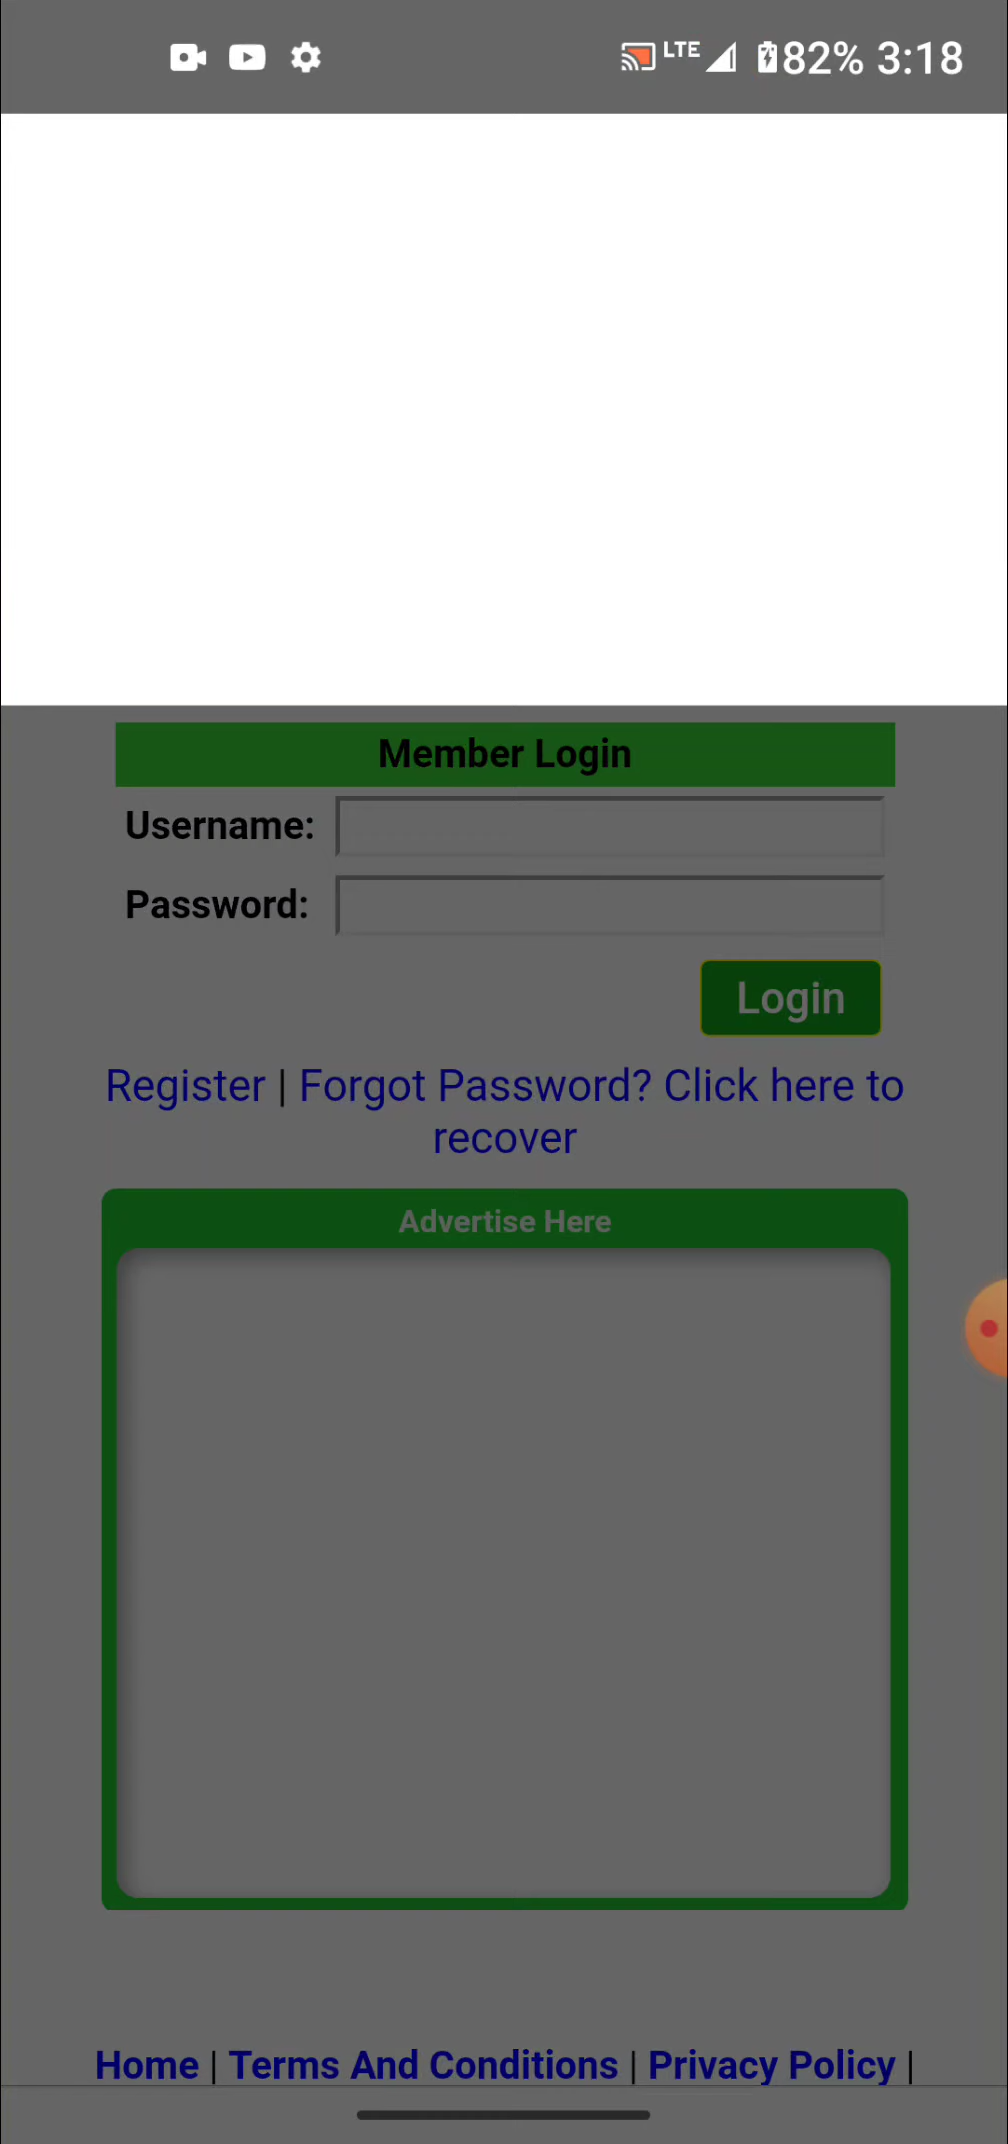 LTE 82% 3:18
Member Login
Username:
Password:
Login
Register | Forgot Password? Click here to
recover
Advertise Here
Home | Terms And Conditions | Privacy Policy |